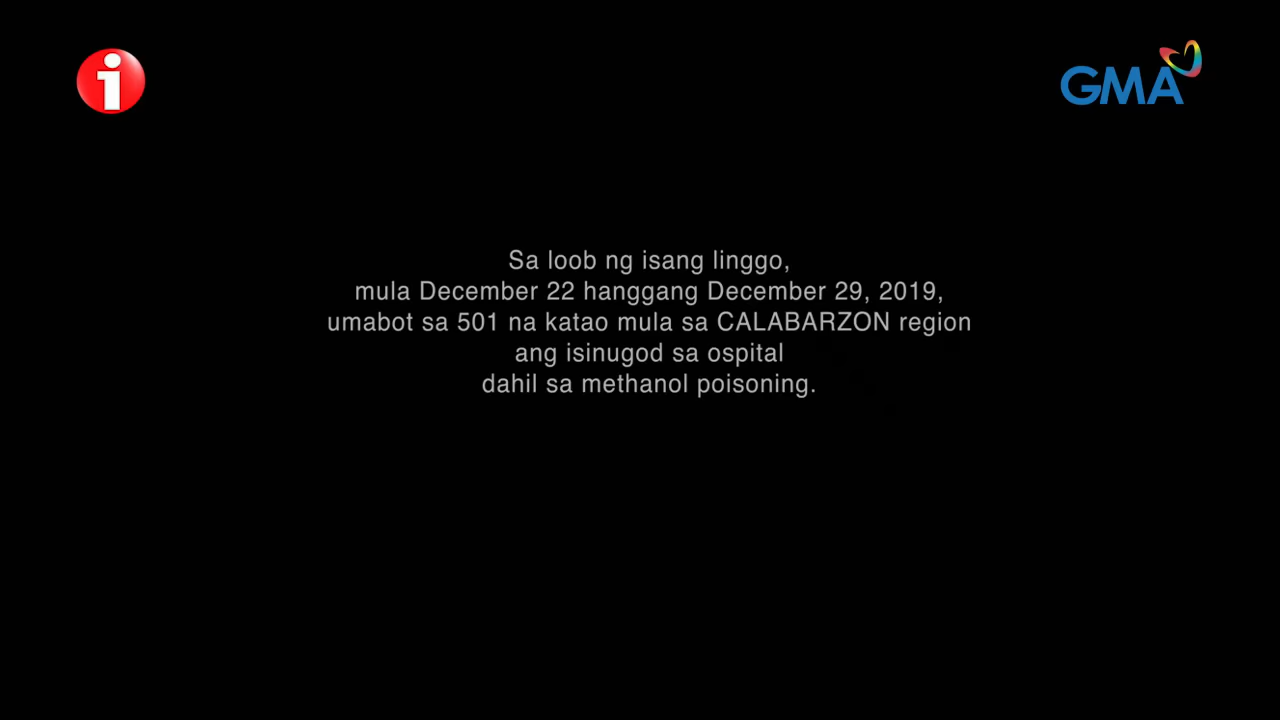 i
GMA
Sa loob ng isang linggo,
mula December 22 hanggang December 29, 2019,
umabot sa 501 na katao mula sa CALABARZON region
ang isinugod sa ospital
dahil sa methanol poisoning.